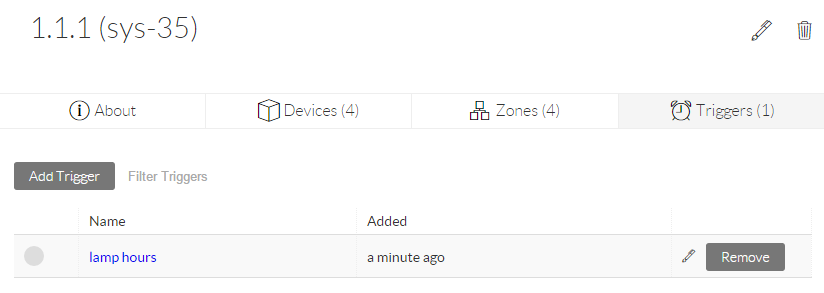 1.1.1 (sys-35)
About Devices (4) Zones (4) Triggers (1)
Add Trigger Filter Triggers
Name Added
lamp hours a minute ago Remove